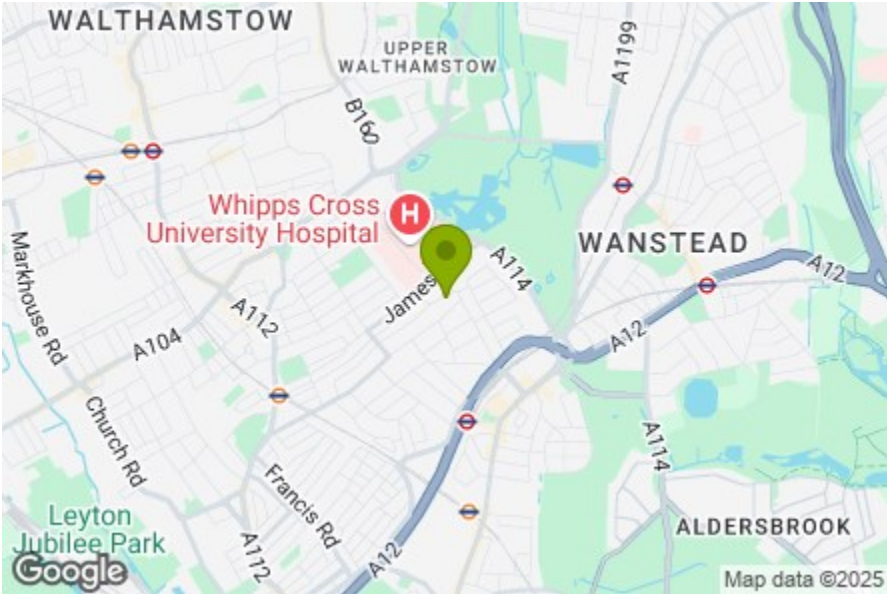 WALTHAMSTOW
UPPER
WALTHAMSTOW
A1199
B160
Whipps Cross
University Hospital
H
WANSTEAD
A114
James
A12
Markhouse Rd
A112
A104
A12
Church Rd
A114
Francis Rd
Leyton
Jubilee Park
ALDERSBROOK
A112
A12
Google
Map data ©2025